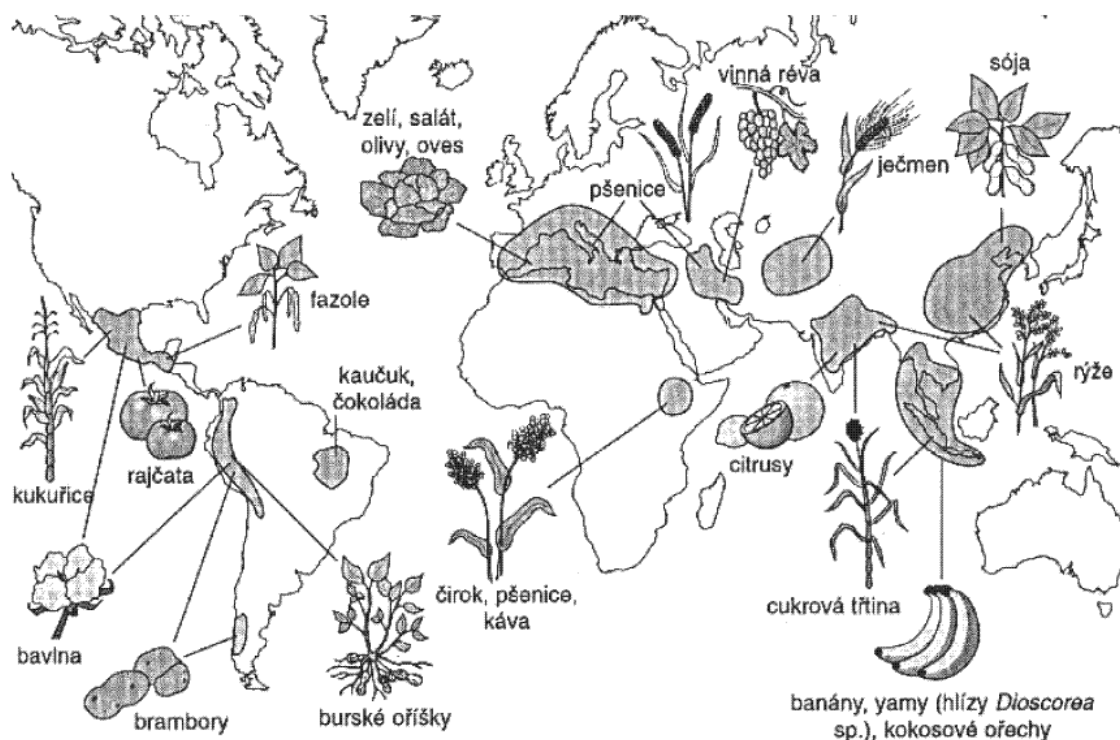 zelí, salát,
olivy, oves
vinná réva
sója
pšenice
ječmen
fazole
kaučuk,
čokoláda
rýže
kukuřice
rajčata
citrusy
bavlna
čirok, pšenice,
káva
cukrová třtina
brambory
burské oříšky
banány, yamy (hlízy Dioscorea
sp.), kokosové ořechy